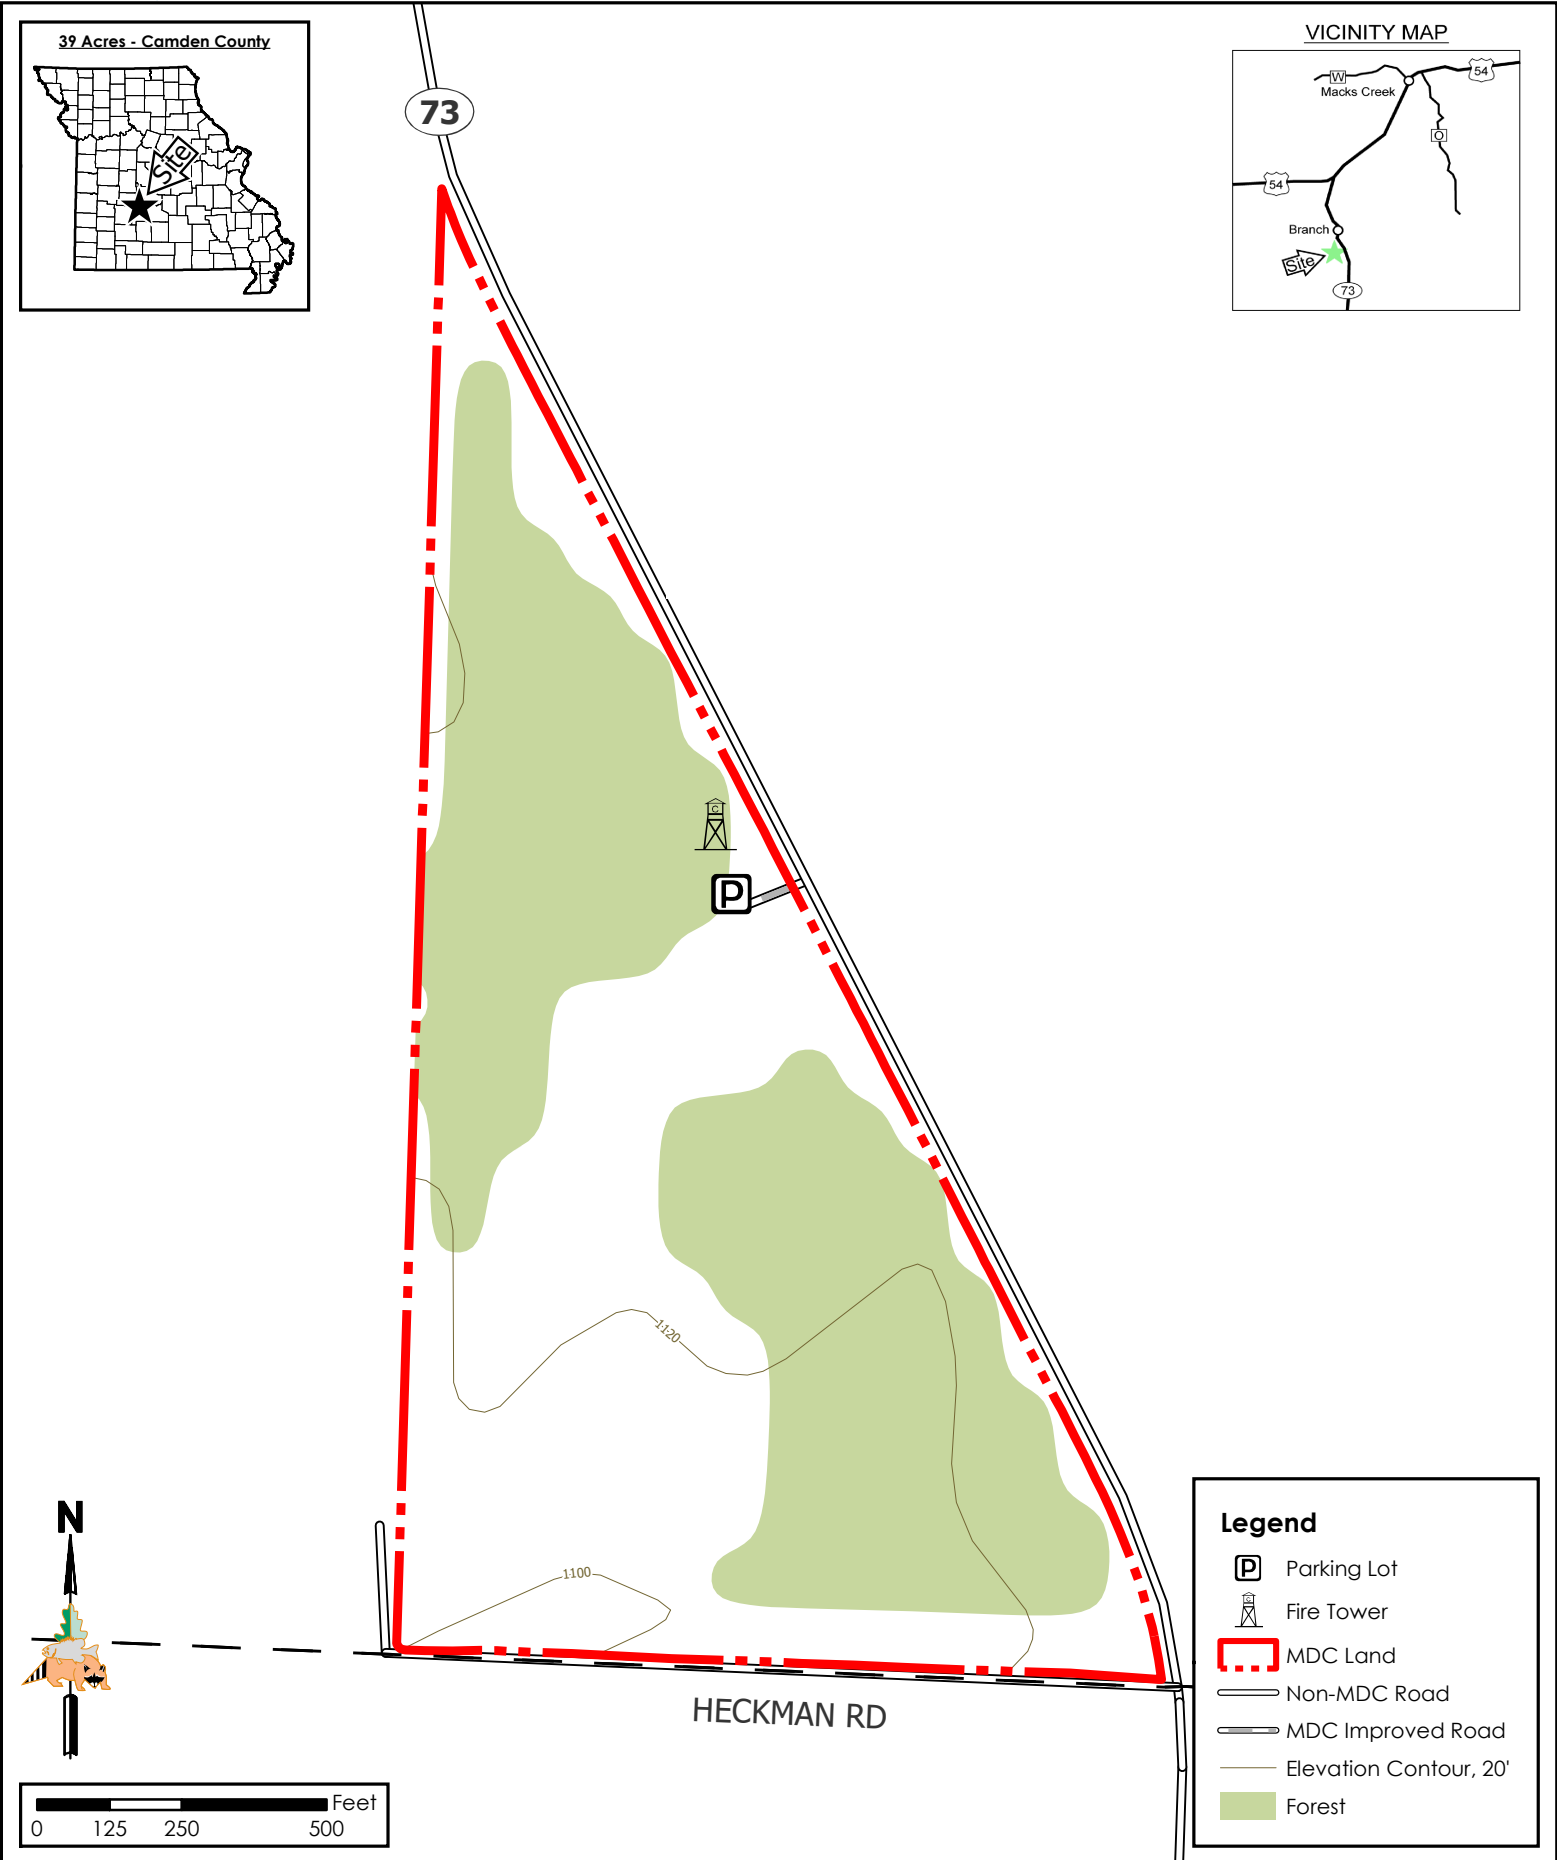 39 Acres - Camden County
Site
73
VICINITY MAP
W
54
Macks Creek
O
54
Branch
Site
73
C
P
1120
1100
HECKMAN RD
N
Feet
0 125 250 500
Legend
P Parking Lot
C Fire Tower
MDC Land
Non-MDC Road
MDC Improved Road
Elevation Contour, 20'
Forest